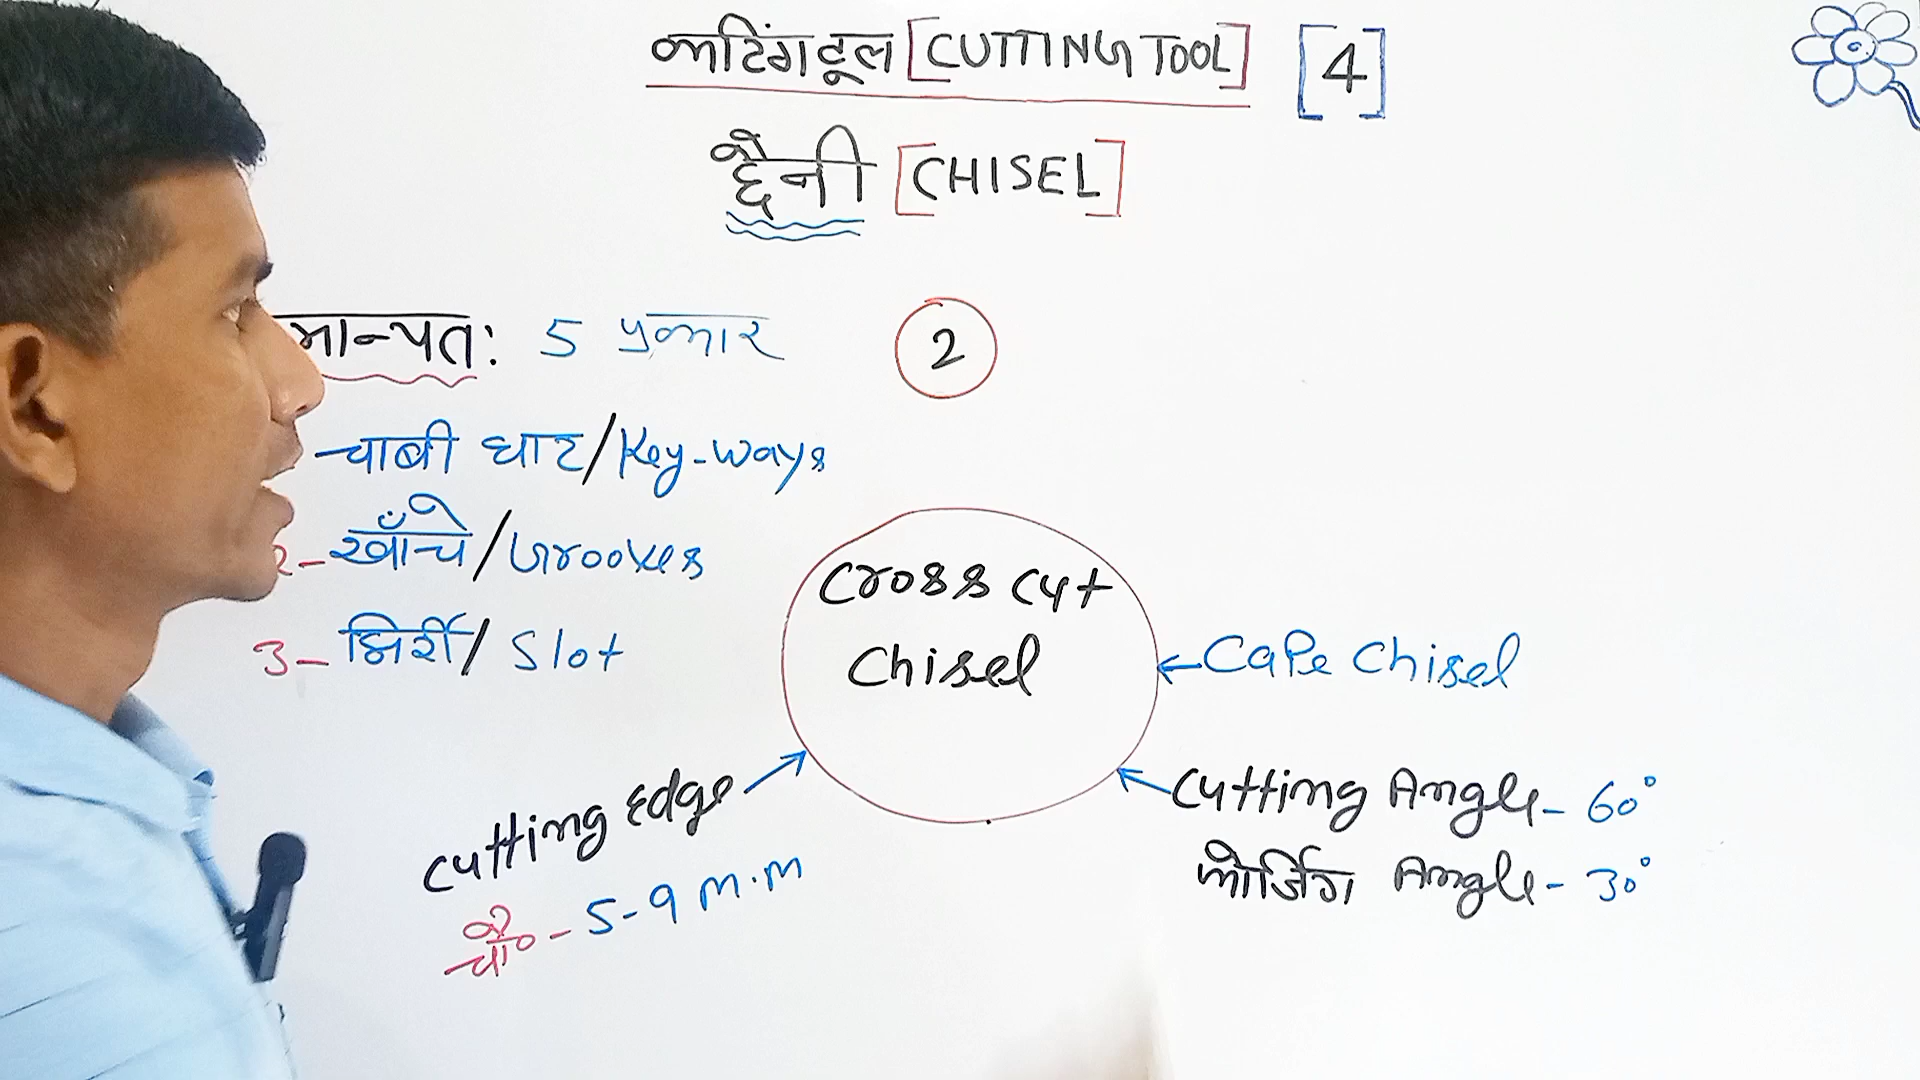 कटिंग टूल [CUTTING TOOL] [4]
छैनी [CHISEL]
मान्यत: 5 प्रकार
2
चाबी घाट/Key-ways
2- खाँचे/Grooves
3- झिर्री/Slot
Cross Cut
Chisel
←Cape Chisel
Cutting Edge
चौ० - 5-9 m.m
Cutting Angle - 60°
फोर्जिंग Angle - 30°